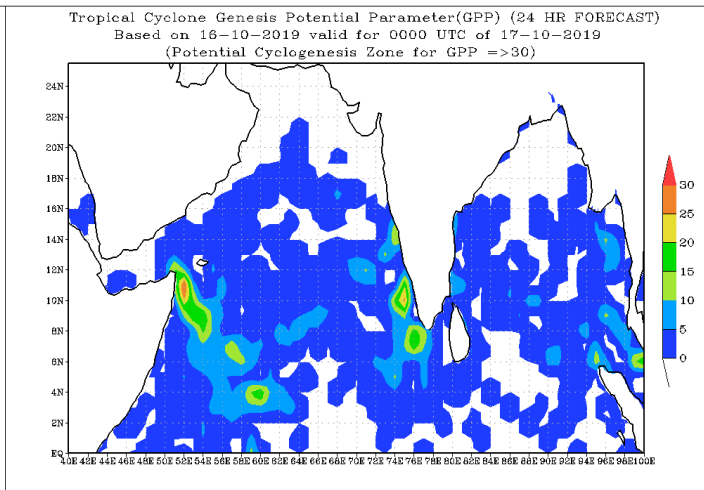 Tropical Cyclone Genesis Potential Parameter(GPP) (24 HR FORECAST)
Based on 16-10-2019 valid for 0000 UTC of 17-10-2019
(Potential Cyclogenesis Zone for GPP =>30)
24N
22N
20N
18N
16N
14N
12N
10N
8N
6N
4N
2N
EQ
30
25
20
15
10
5
0
40E 42E 44E 46E 48E 50E 52E 54E 56E 58E 60E 62E 64E 66E 68E 70E 72E 74E 76E 78E 80E 82E 84E 86E 88E 90E 92E 94E 96E 98E 100E